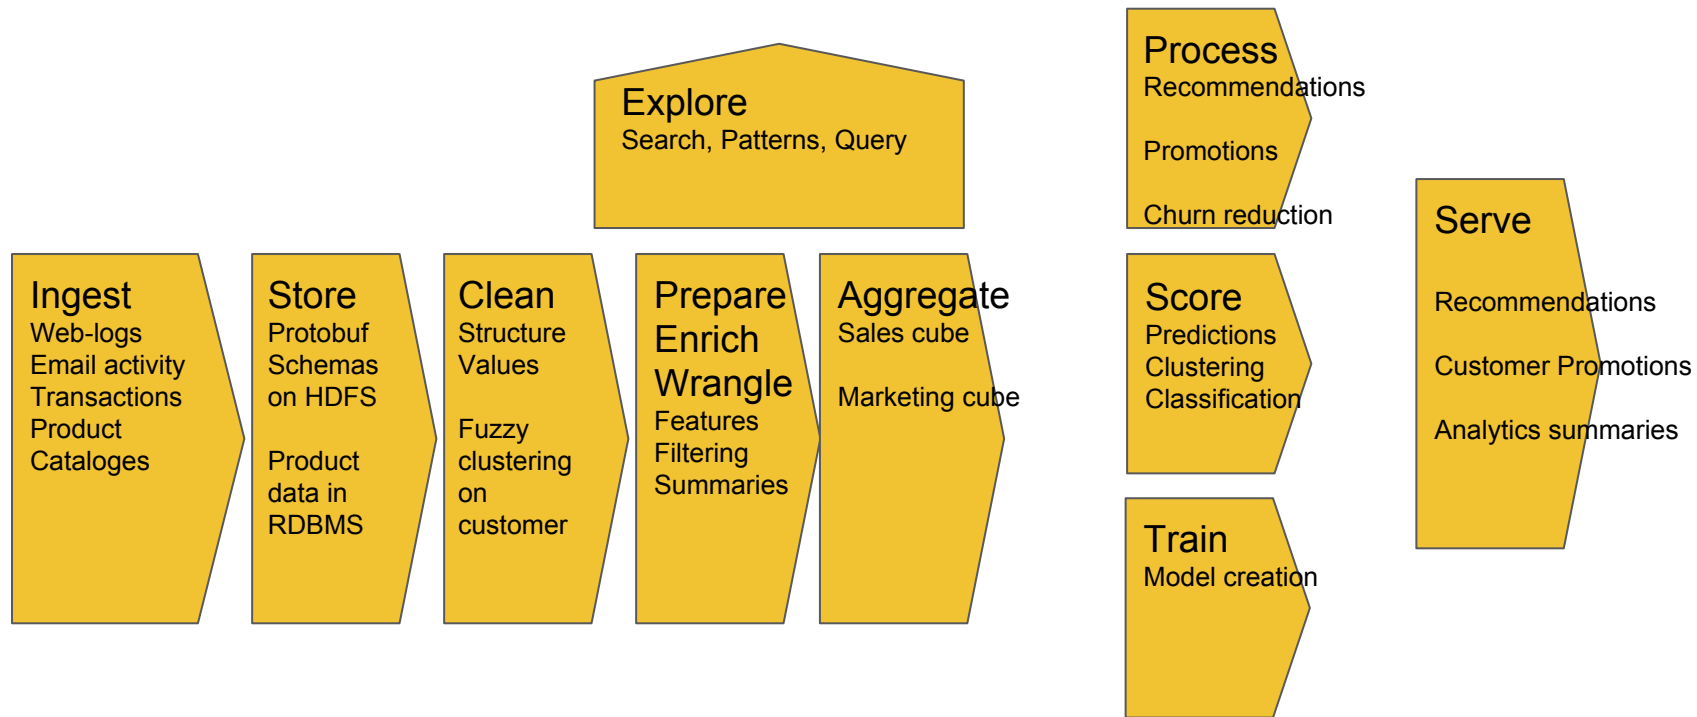 Explore
Search, Patterns, Query
Process
Recommendations
Promotions
Churn reduction
Ingest
Web-logs
Email activity
Transactions
Product
Cataloges
Store
Protobuf
Schemas
on HDFS
Product
data in
RDBMS
Clean
Structure
Values
Fuzzy
clustering
on
customer
Prepare
Enrich
Wrangle
Features
Filtering
Summaries
Aggregate
Sales cube
Marketing cube
Score
Predictions
Clustering
Classification
Train
Model creation
Serve
Recommendations
Customer Promotions
Analytics summaries